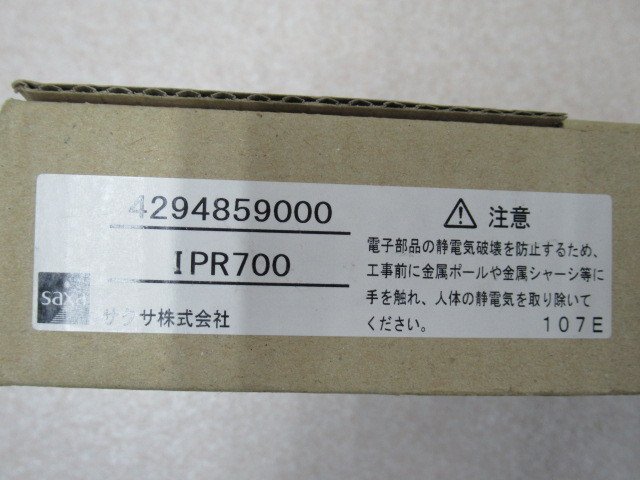 4294859000
IPR700
saxa
サクサ株式会社
⚠ 注意
電子部品の静電気破壊を防止するため、
工事前に金属ポールや金属シャーシ等に
手を触れ、人体の静電気を取り除いて
ください。
107E